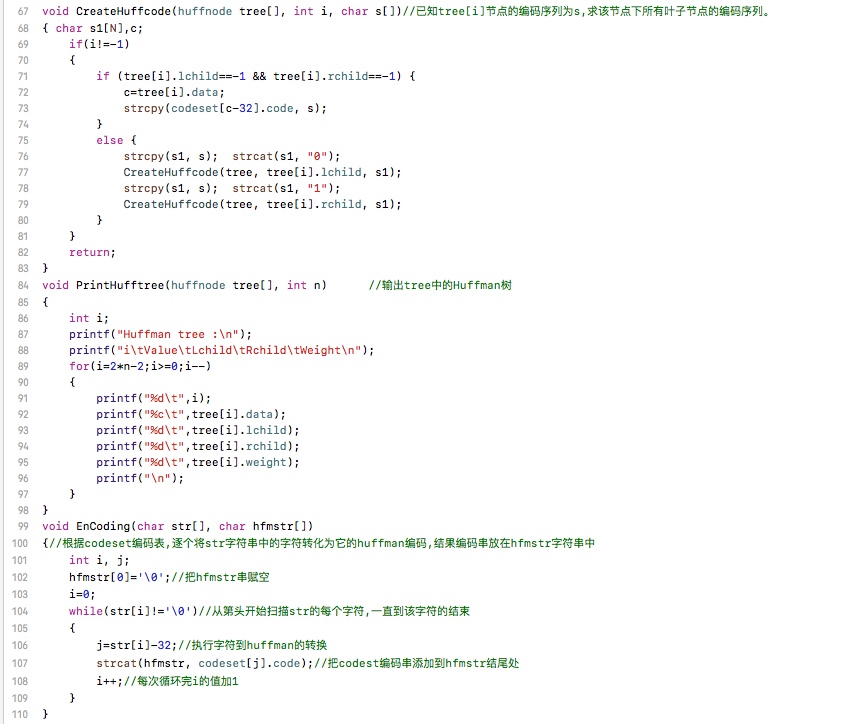 67 void CreateHuffcode(huffnode tree[], int i, char s[])//已知tree[i]节点的编码序列为s,求该节点下所有叶子节点的编码序列。
68 { char s1[N],c;
69     if(i!=-1)
70     {
71         if (tree[i].lchild==-1 && tree[i].rchild==-1) {
72             c=tree[i].data;
73             strcpy(codeset[c-32].code, s);
74         }
75         else {
76             strcpy(s1, s);  strcat(s1, "0");
77             CreateHuffcode(tree, tree[i].lchild, s1);
78             strcpy(s1, s);  strcat(s1, "1");
79             CreateHuffcode(tree, tree[i].rchild, s1);
80         }
81     }
82     return;
83 }
84 void PrintHufftree(huffnode tree[], int n)      //输出tree中的Huffman树
85 {
86     int i;
87     printf("Huffman tree :\n");
88     printf("i\tValue\tLchild\tRchild\tWeight\n");
89     for(i=2*n-2;i>=0;i--)
90     {
91         printf("%d\t",i);
92         printf("%c\t",tree[i].data);
93         printf("%d\t",tree[i].lchild);
94         printf("%d\t",tree[i].rchild);
95         printf("%d\t",tree[i].weight);
96         printf("\n");
97     }
98 }
99 void EnCoding(char str[], char hfmstr[])
100 {//根据codeset编码表,逐个将str字符串中的字符转化为它的huffman编码,结果编码串放在hfmstr字符串中
101     int i, j;
102     hfmstr[0]='\0';//把hfmstr串赋空
103     i=0;
104     while(str[i]!='\0')//从第头开始扫描str的每个字符,一直到该字符的结束
105     {
106         j=str[i]-32;//执行字符到huffman的转换
107         strcat(hfmstr, codeset[j].code);//把codest编码串添加到hfmstr结尾处
108         i++;//每次循环完i的值加1
109     }
110 }